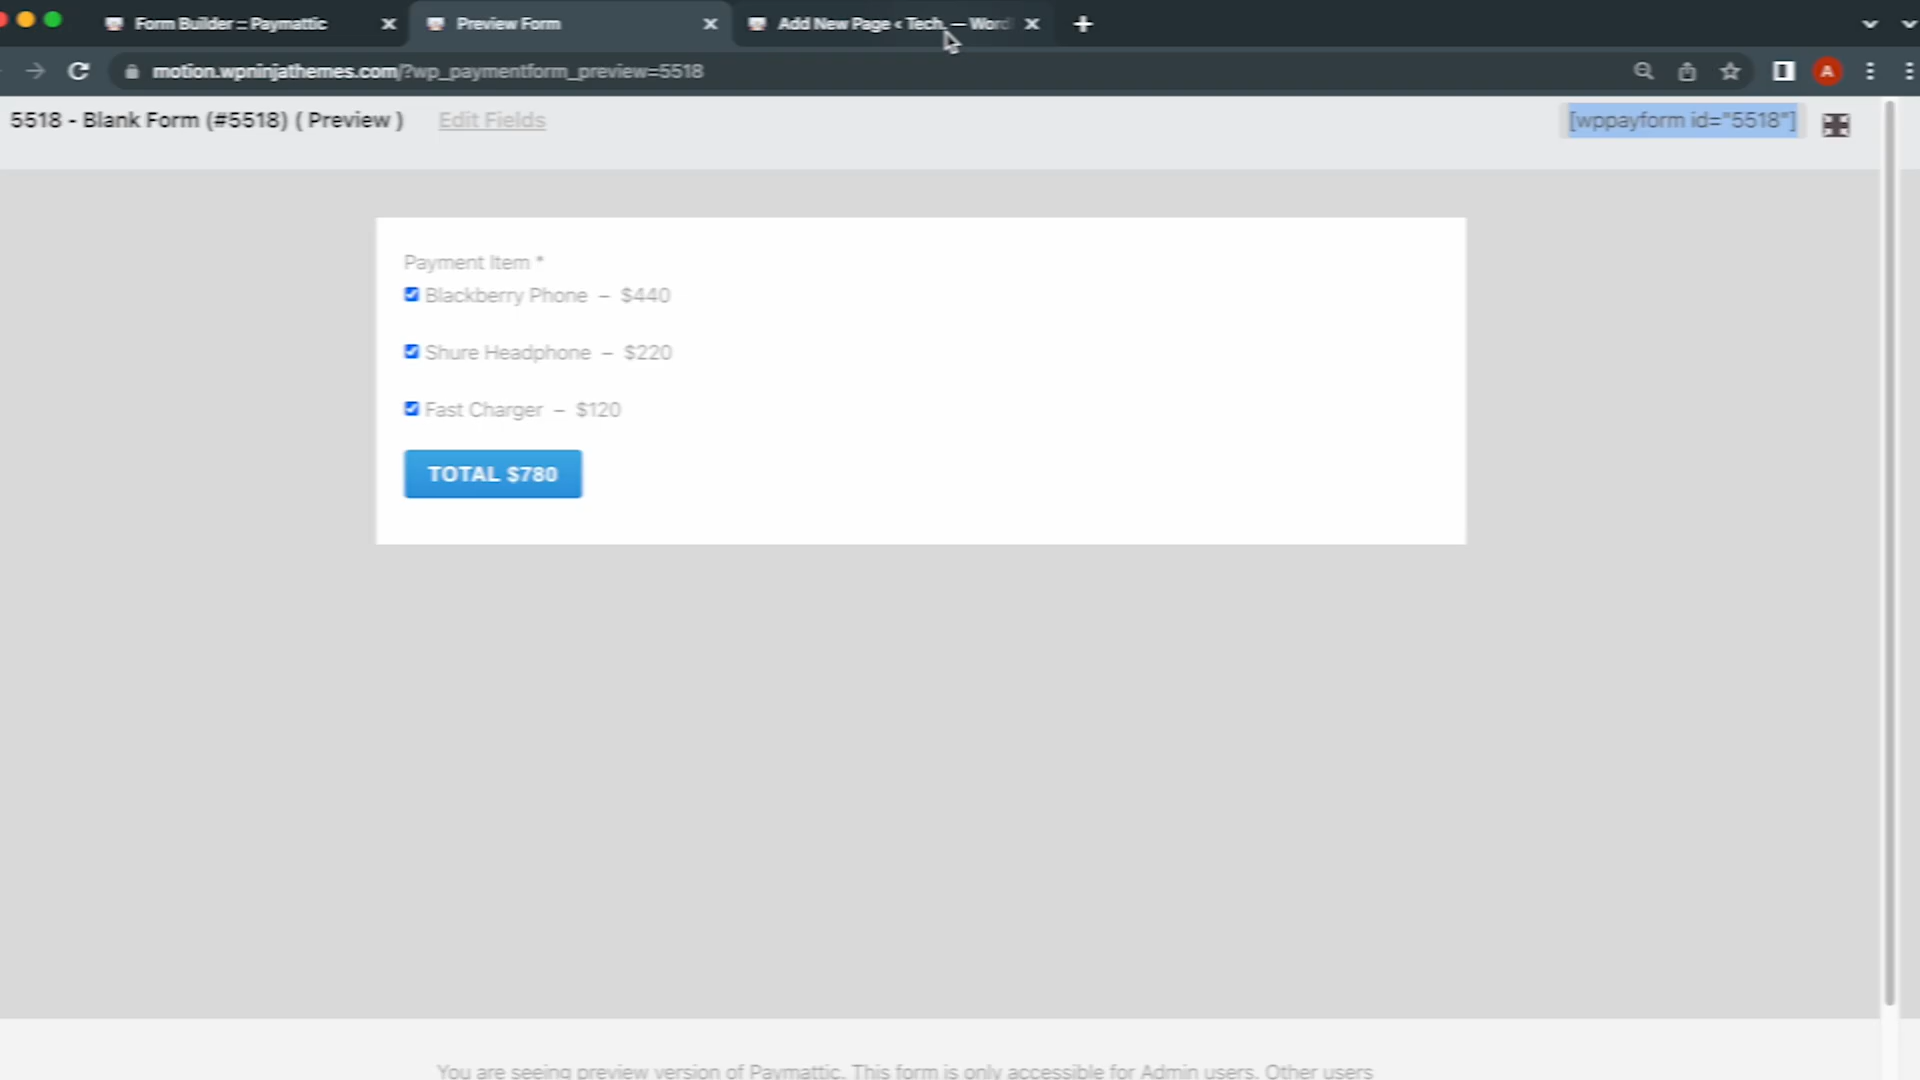 Form Builder :: Paymattic
Preview Form
Add New Page ‹ Tech. — Word
motion.wpninjathemes.com/?wp_paymentform_preview=5518
A
5518 - Blank Form (#5518) ( Preview )
Edit Fields
[wppayform id="5518"]
Payment Item *
Blackberry Phone – $440
Shure Headphone – $220
Fast Charger – $120
TOTAL $780
You are seeing preview version of Paymattic. This form is only accessible for Admin users. Other users